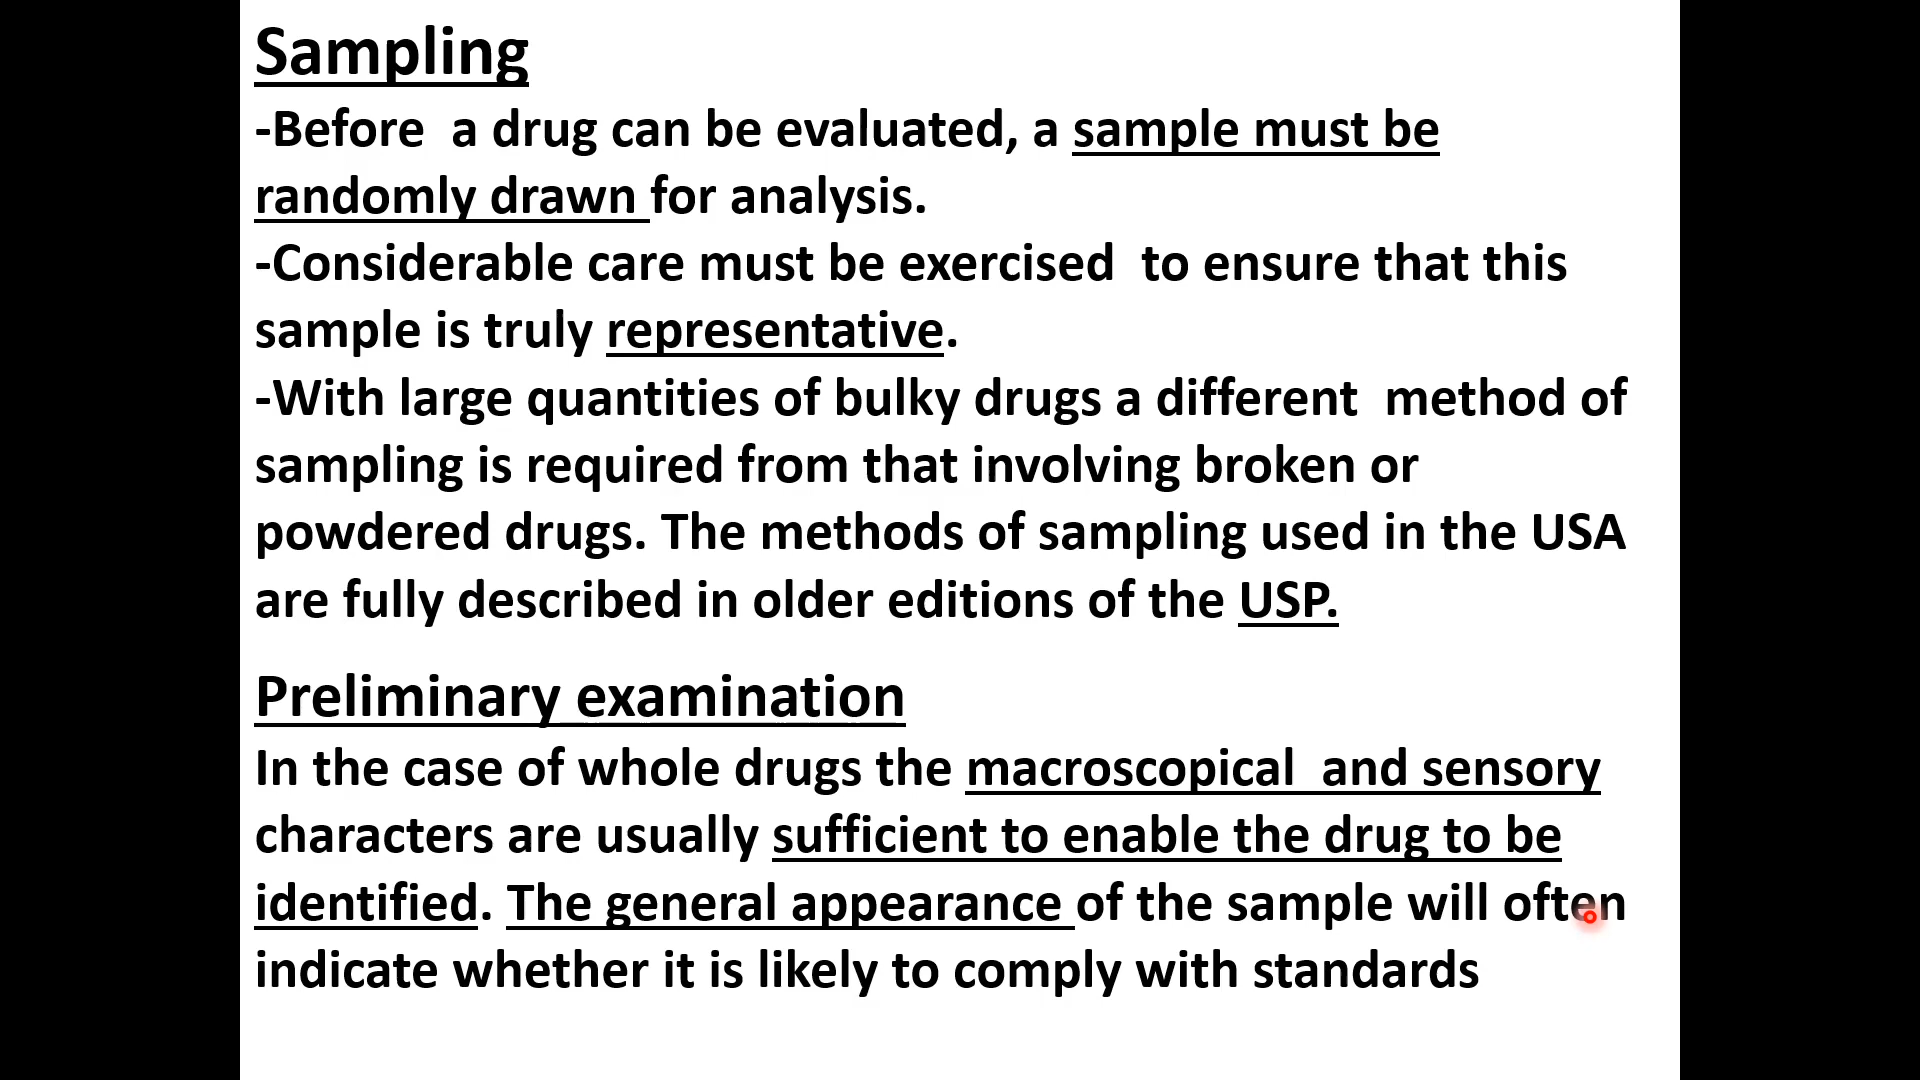 Sampling
-Before  a drug can be evaluated, a sample must be
randomly drawn for analysis.
-Considerable care must be exercised  to ensure that this
sample is truly representative.
-With large quantities of bulky drugs a different  method of
sampling is required from that involving broken or
powdered drugs. The methods of sampling used in the USA
are fully described in older editions of the USP.
Preliminary examination
In the case of whole drugs the macroscopical  and sensory
characters are usually sufficient to enable the drug to be
identified. The general appearance of the sample will often
indicate whether it is likely to comply with standards